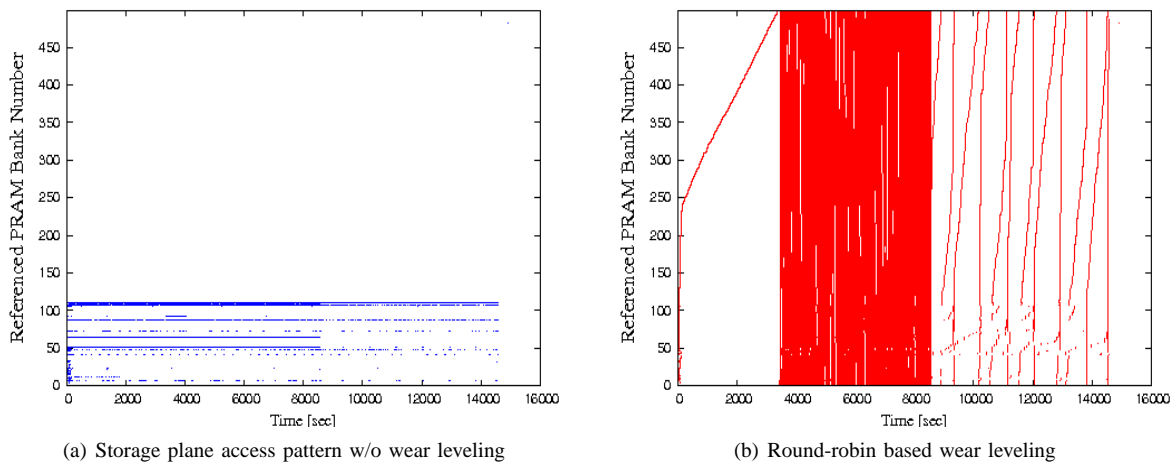 Referenced PRAM Bank Number
450
400
350
300
250
200
150
100
50
0
0 2000 4000 6000 8000 10000 12000 14000 16000
Time [sec]
(a) Storage plane access pattern w/o wear leveling
Referenced PRAM Bank Number
450
400
350
300
250
200
150
100
50
0
0 2000 4000 6000 8000 10000 12000 14000 16000
Time [sec]
(b) Round-robin based wear leveling